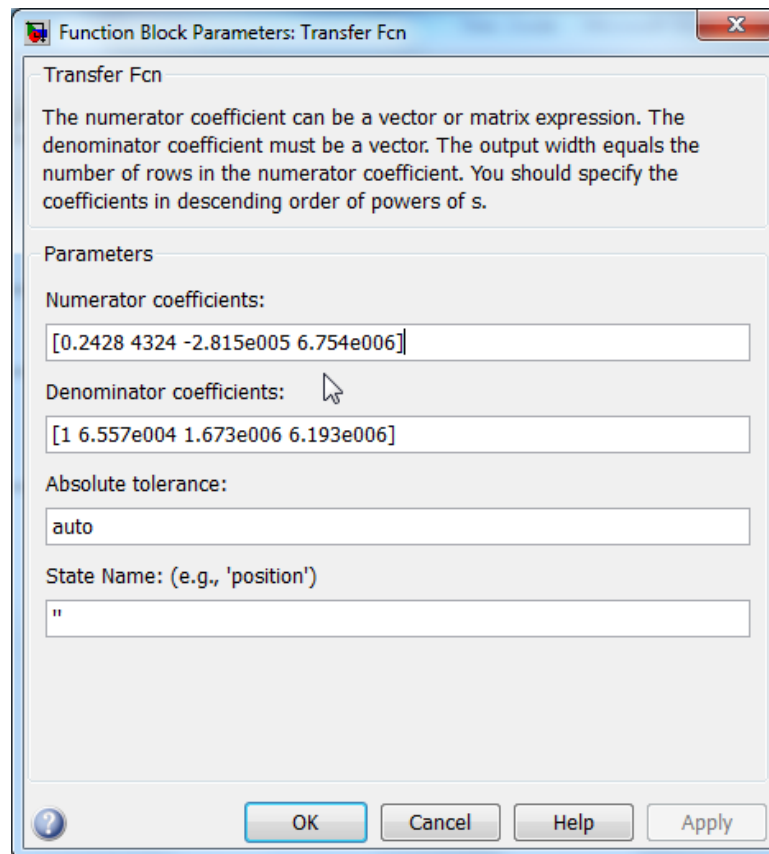 Function Block Parameters: Transfer Fcn
Transfer Fcn
The numerator coefficient can be a vector or matrix expression. The
denominator coefficient must be a vector. The output width equals the
number of rows in the numerator coefficient. You should specify the
coefficients in descending order of powers of s.
Parameters
Numerator coefficients:
[0.2428 4324 -2.815e005 6.754e006]
Denominator coefficients:
[1 6.557e004 1.673e006 6.193e006]
Absolute tolerance:
auto
State Name: (e.g., 'position')
''
OK Cancel Help Apply